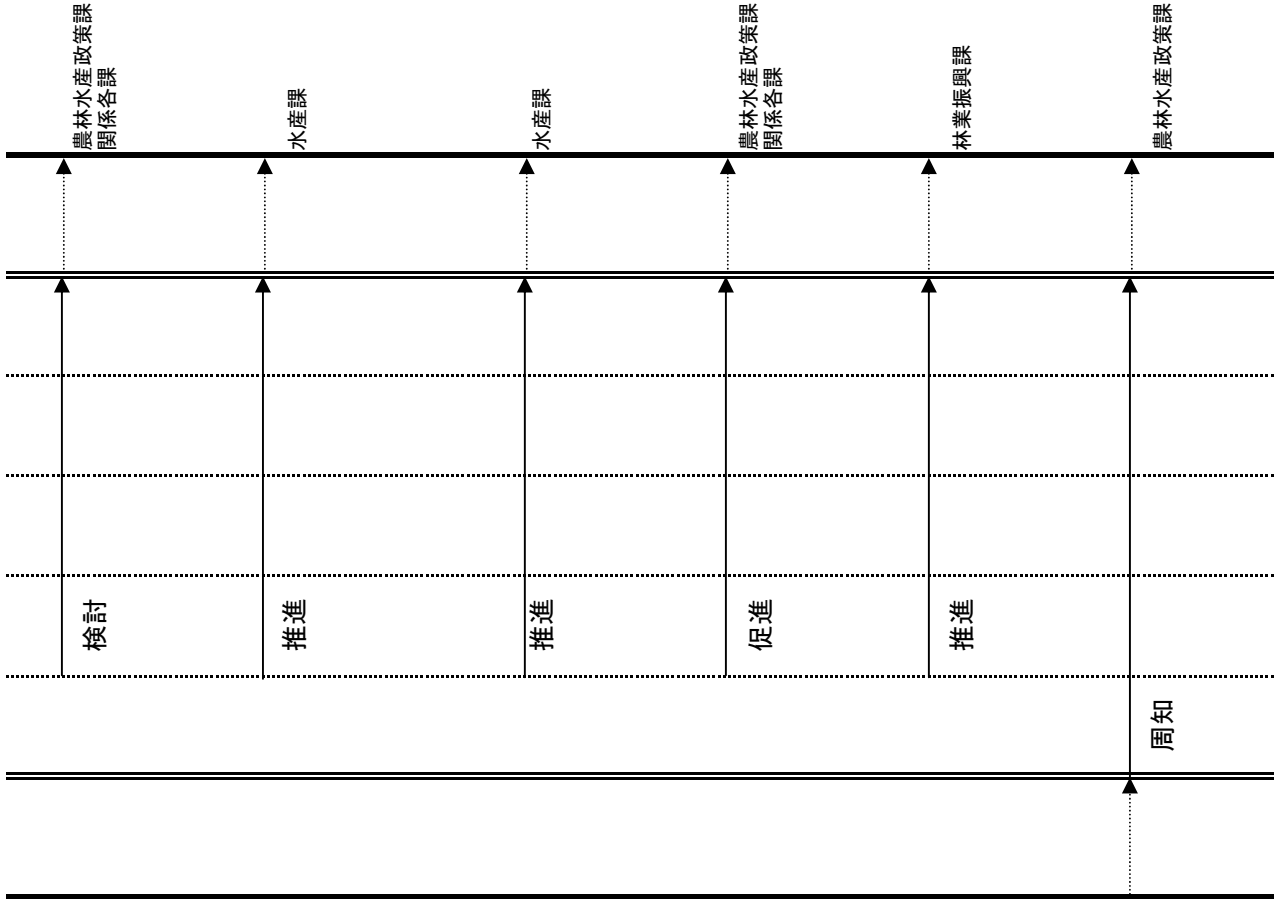 検討
農林水産政策課
関係各課
推進
水産課
推進
水産課
促進
農林水産政策課
関係各課
推進
林業振興課
周知
農林水産政策課